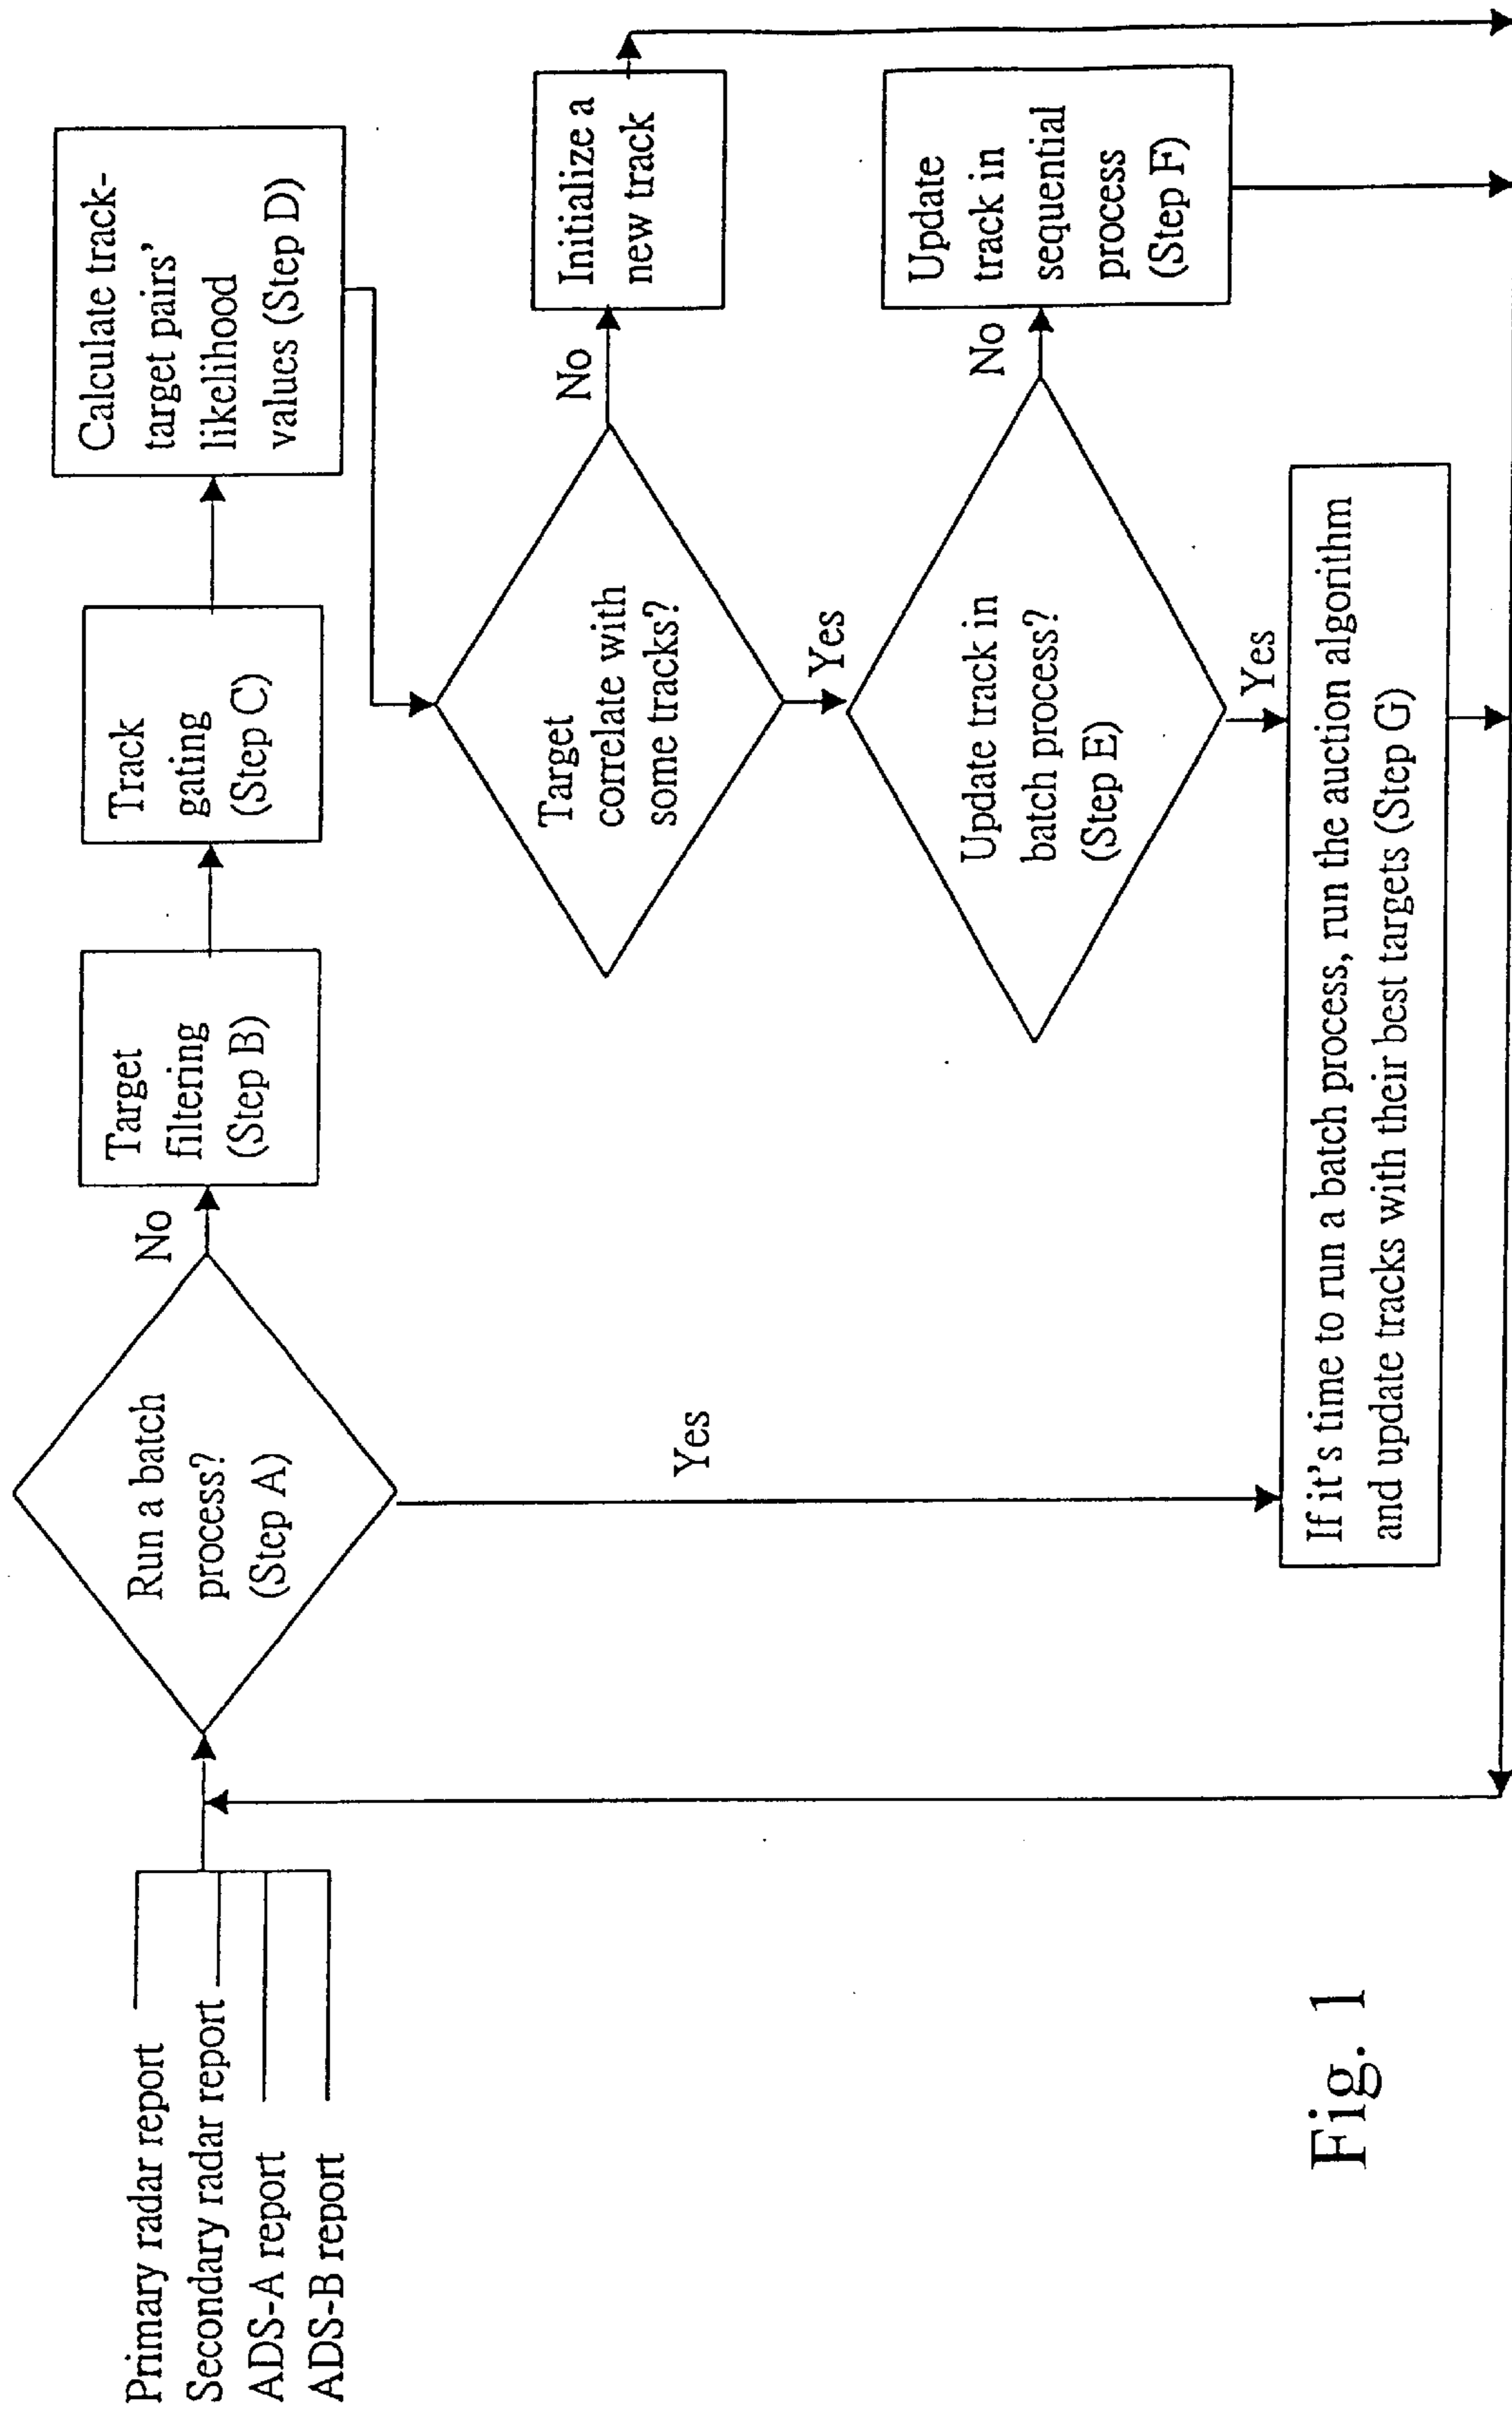 Primary radar report
Secondary radar report
ADS-A report
ADS-B report
Run a batch
process?
(Step A)
No
Yes
Target
filtering
(Step B)
Track
gating
(Step C)
Calculate track-
target pairs'
likelihood
values (Step D)
Target
correlate with
some tracks?
No
Initialize a
new track
Yes
Update track in
batch process?
(Step E)
No
Update
track in
sequential
process
(Step F)
Yes
If it's time to run a batch process, run the auction algorithm
and update tracks with their best targets (Step G)
Fig. 1